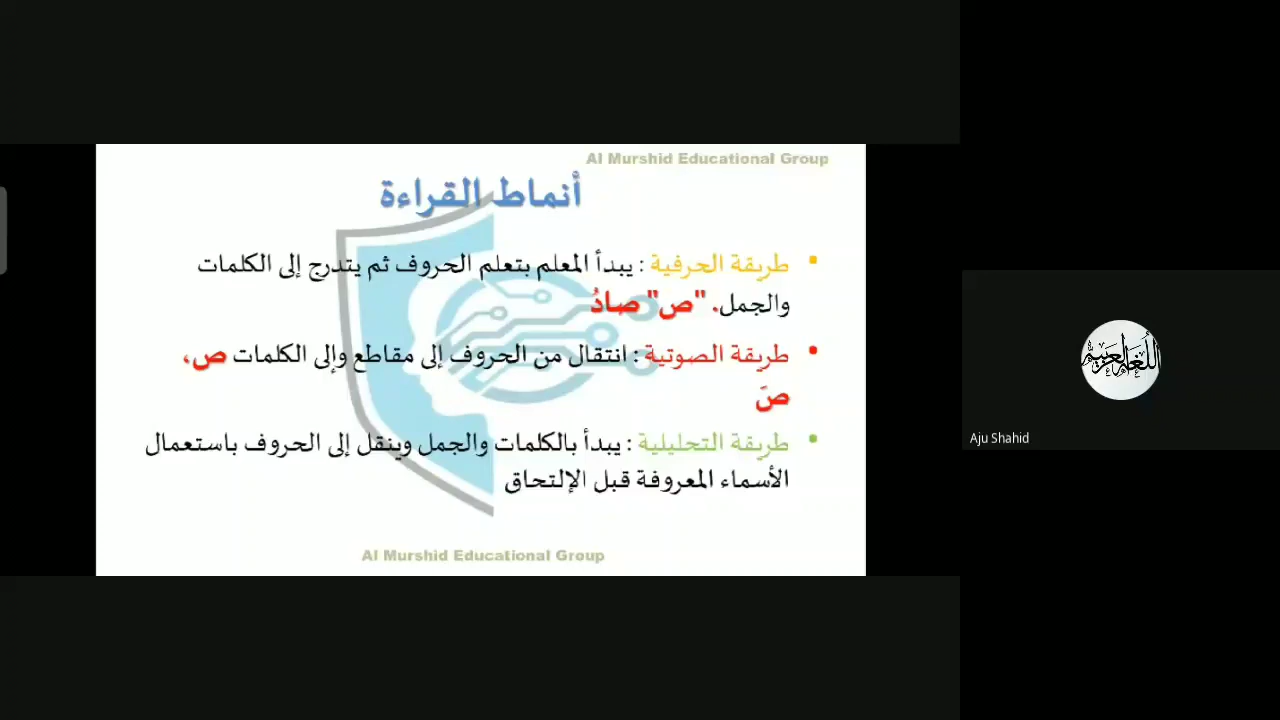 Al Murshid Educational Group
أنماط القراءة
طريقة الحرفية : يبدأ المعلم بتعلم الحروف ثم يتدرج إلى الكلمات
والجمل. "ص" صادُ
طريقة الصوتية : انتقال من الحروف إلى مقاطع وإلى الكلمات ص،
صَ
طريقة التحليلية : يبدأ بالكلمات والجمل وينقل إلى الحروف باستعمال
الأسماء المعروفة قبل الإلتحاق
Al Murshid Educational Group
اللغة العربية
Aju Shahid